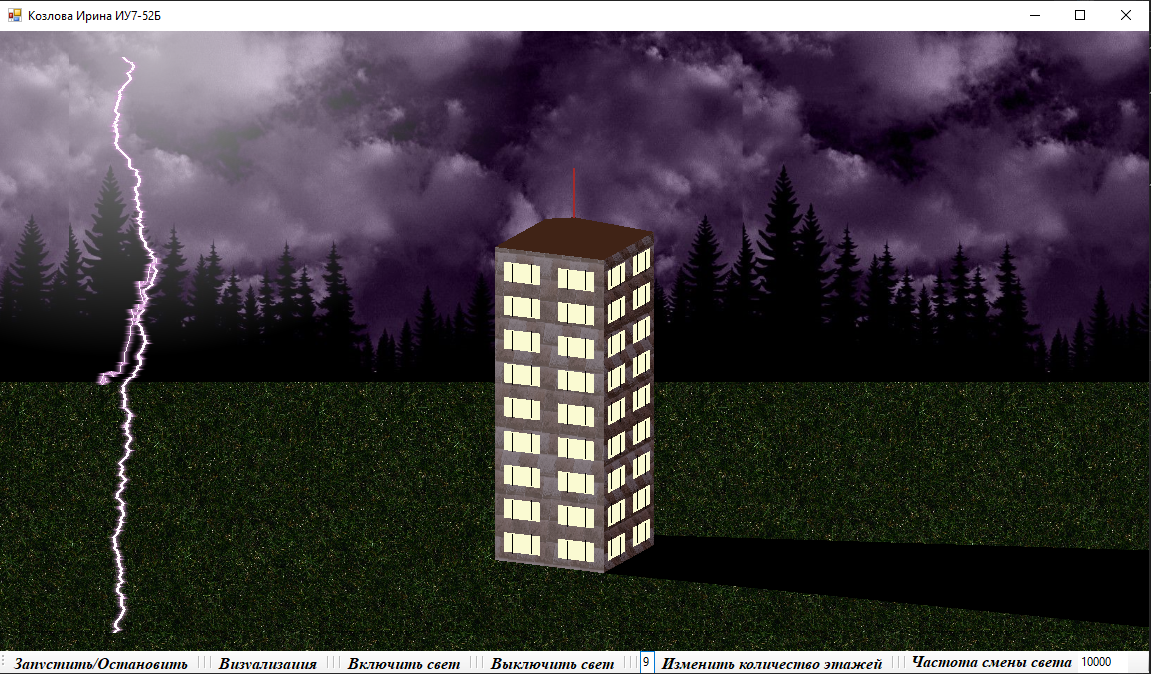 Козлова Ирина ИУ7-52Б
Запустить/Остановить Визуализация Включить свет Выключить свет 9 Изменить количество этажей Частота смены света 10000